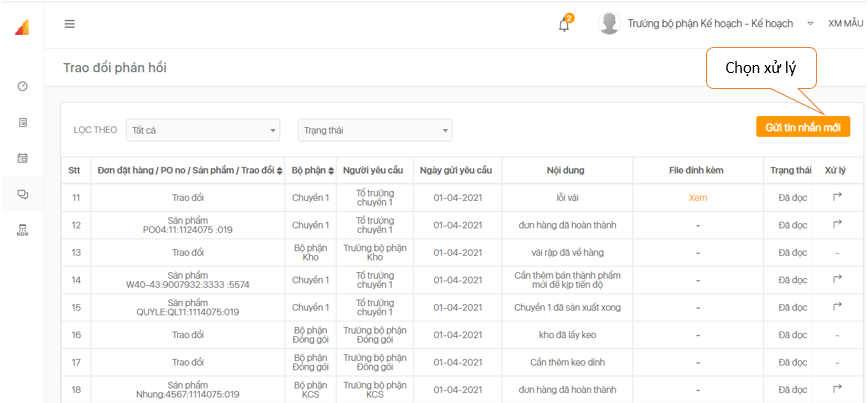 2
Trưởng bộ phận Kế hoạch - Kế hoạch
XM MẪU
Trao đổi phản hồi
Chọn xử lý
LỌC THEO
Tất cả
Trạng thái
Gửi tin nhắn mới
Stt Đơn đặt hàng / PO no / Sản phẩm / Trao đổi Bộ phận Người yêu cầu Ngày gửi yêu cầu Nội dung File đính kèm Trạng thái Xử lý
11 Trao đổi Chuyền 1 Tổ trưởng chuyền 1 01-04-2021 lỗi vải Xem Đã đọc
12 Sản phẩm PO04:11:1124075 :019 Chuyền 1 Tổ trưởng chuyền 1 01-04-2021 đơn hàng đã hoàn thành - Đã đọc
13 Trao đổi Bộ phận Kho Trưởng bộ phận Kho 01-04-2021 vải rập đã về hàng - Đã đọc -
14 Sản phẩm W40-43:9007932:3333 :5574 Chuyền 1 Tổ trưởng chuyền 1 01-04-2021 Cần thêm bán thành phẩm mới để kịp tiến độ - Đã đọc
15 Sản phẩm QUYLE:QL11:1114075:019 Chuyền 1 Tổ trưởng chuyền 1 01-04-2021 Chuyền 1 đã sản xuất xong - Đã đọc
16 Trao đổi Bộ phận Đóng gói Trưởng bộ phận Đóng gói 01-04-2021 kho đã lấy keo - Đã đọc -
17 Trao đổi Bộ phận Đóng gói Trưởng bộ phận Đóng gói 01-04-2021 Cần thêm keo dính - Đã đọc -
18 Sản phẩm Nhung:4567:1114075:019 Bộ phận KCS Trưởng bộ phận KCS 01-04-2021 đơn hàng đã hoàn thành - Đã đọc